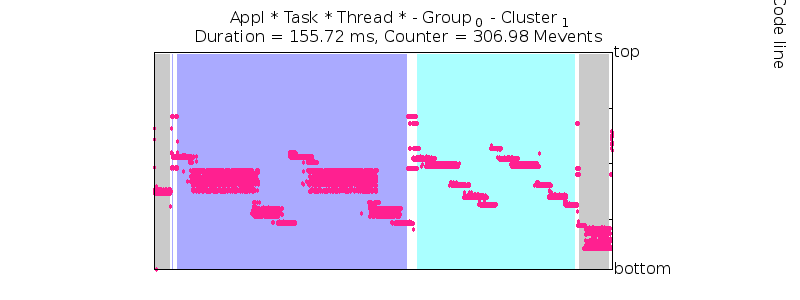 Appl * Task * Thread * - Group 0 - Cluster 1
Duration = 155.72 ms, Counter = 306.98 Mevents
top
bottom
Code line